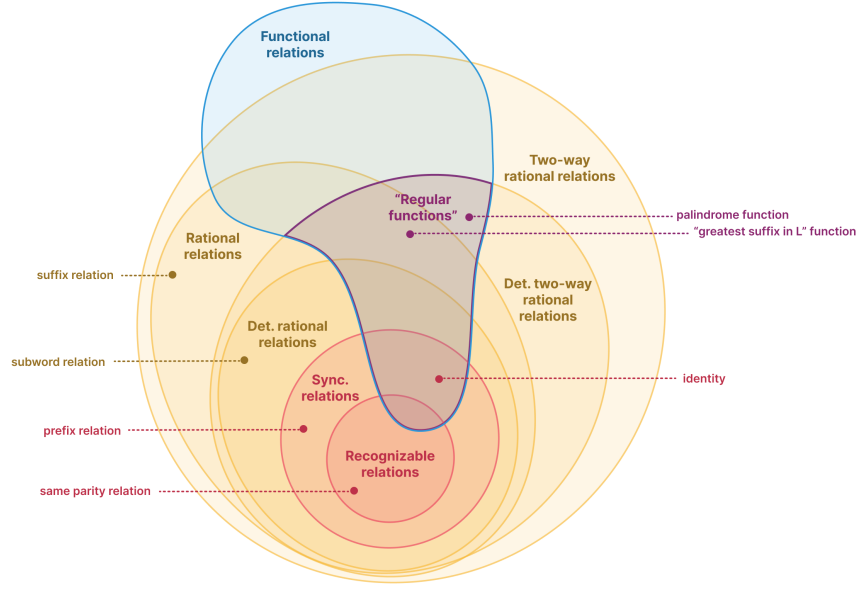 Functional
relations
Two-way
rational relations
“Regular
functions”
palindrome function
“greatest suffix in L” function
Rational
relations
suffix relation
Det. two-way
rational
relations
Det. rational
relations
subword relation
Sync.
relations
identity
prefix relation
Recognizable
relations
same parity relation